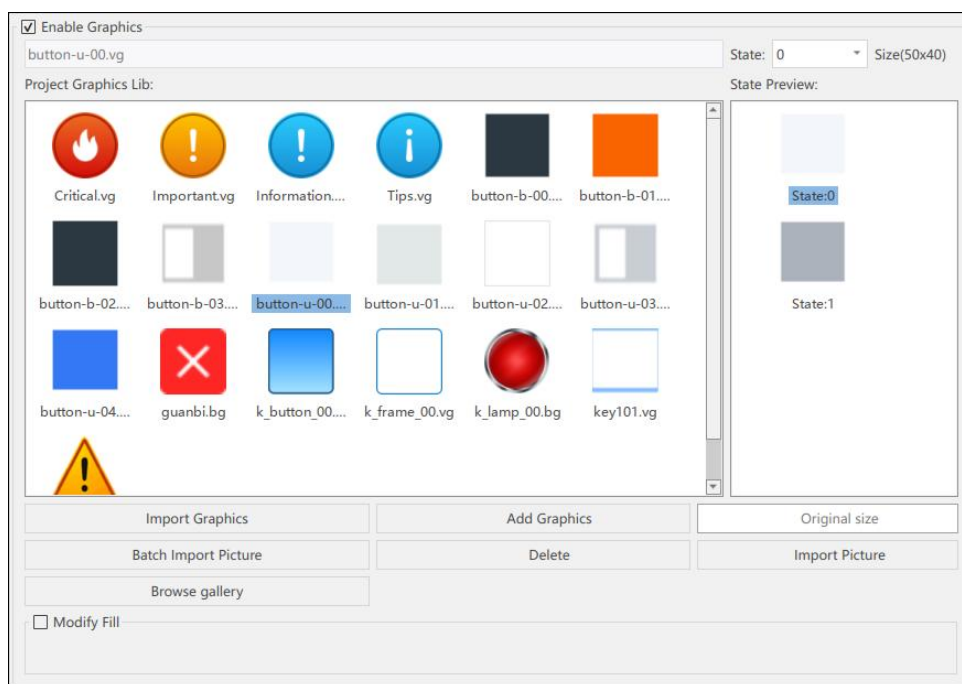 Enable Graphics
button-u-00.vg State: 0 Size(50x40)
Project Graphics Lib: State Preview:
Critical.vg Important.vg Information.... Tips.vg button-b-00.... button-b-01....
State:0
button-b-02.... button-b-03.... button-u-00.... button-u-01.... button-u-02.... button-u-03....
State:1
button-u-04.... guanbi.bg k_button_00.... k_frame_00.vg k_lamp_00.bg key101.vg
Import Graphics Add Graphics Original size
Batch Import Picture Delete Import Picture
Browse gallery
Modify Fill